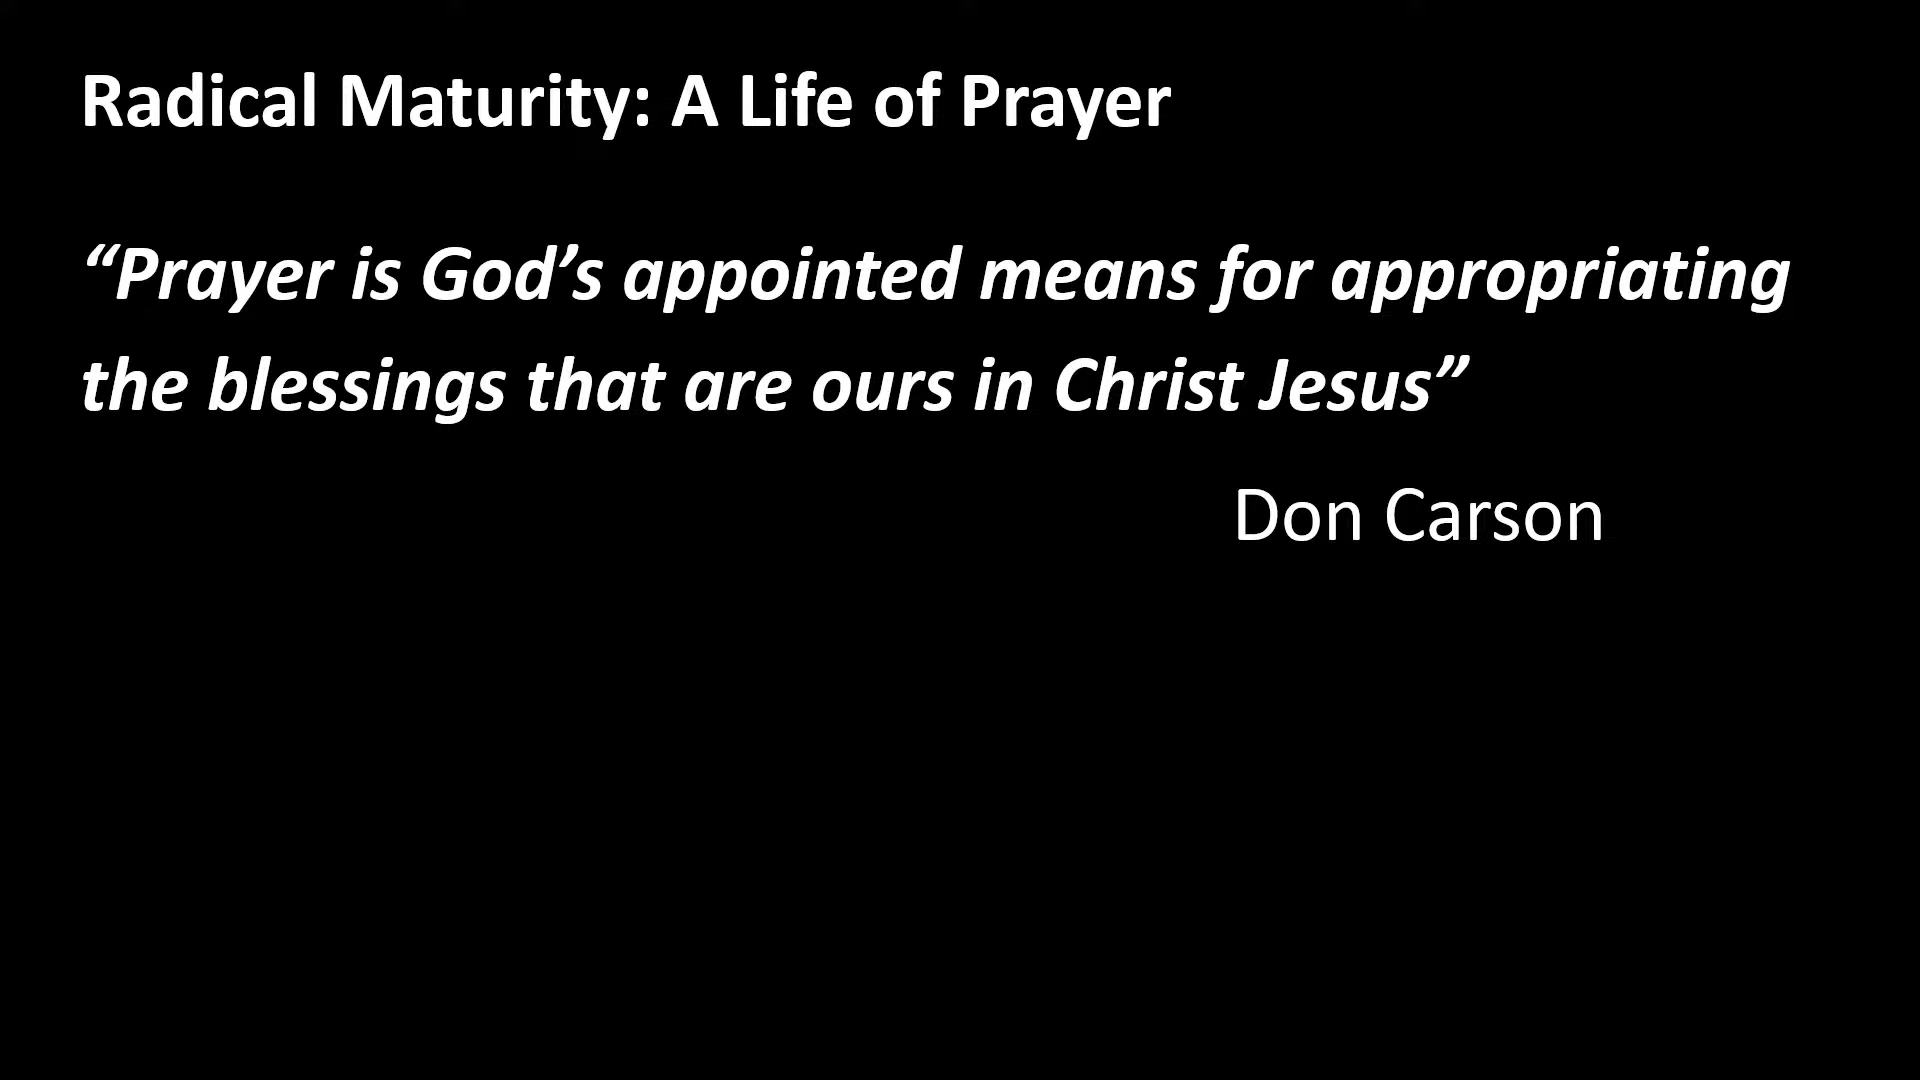 Radical Maturity: A Life of Prayer
“Prayer is God’s appointed means for appropriating
the blessings that are ours in Christ Jesus”
Don Carson